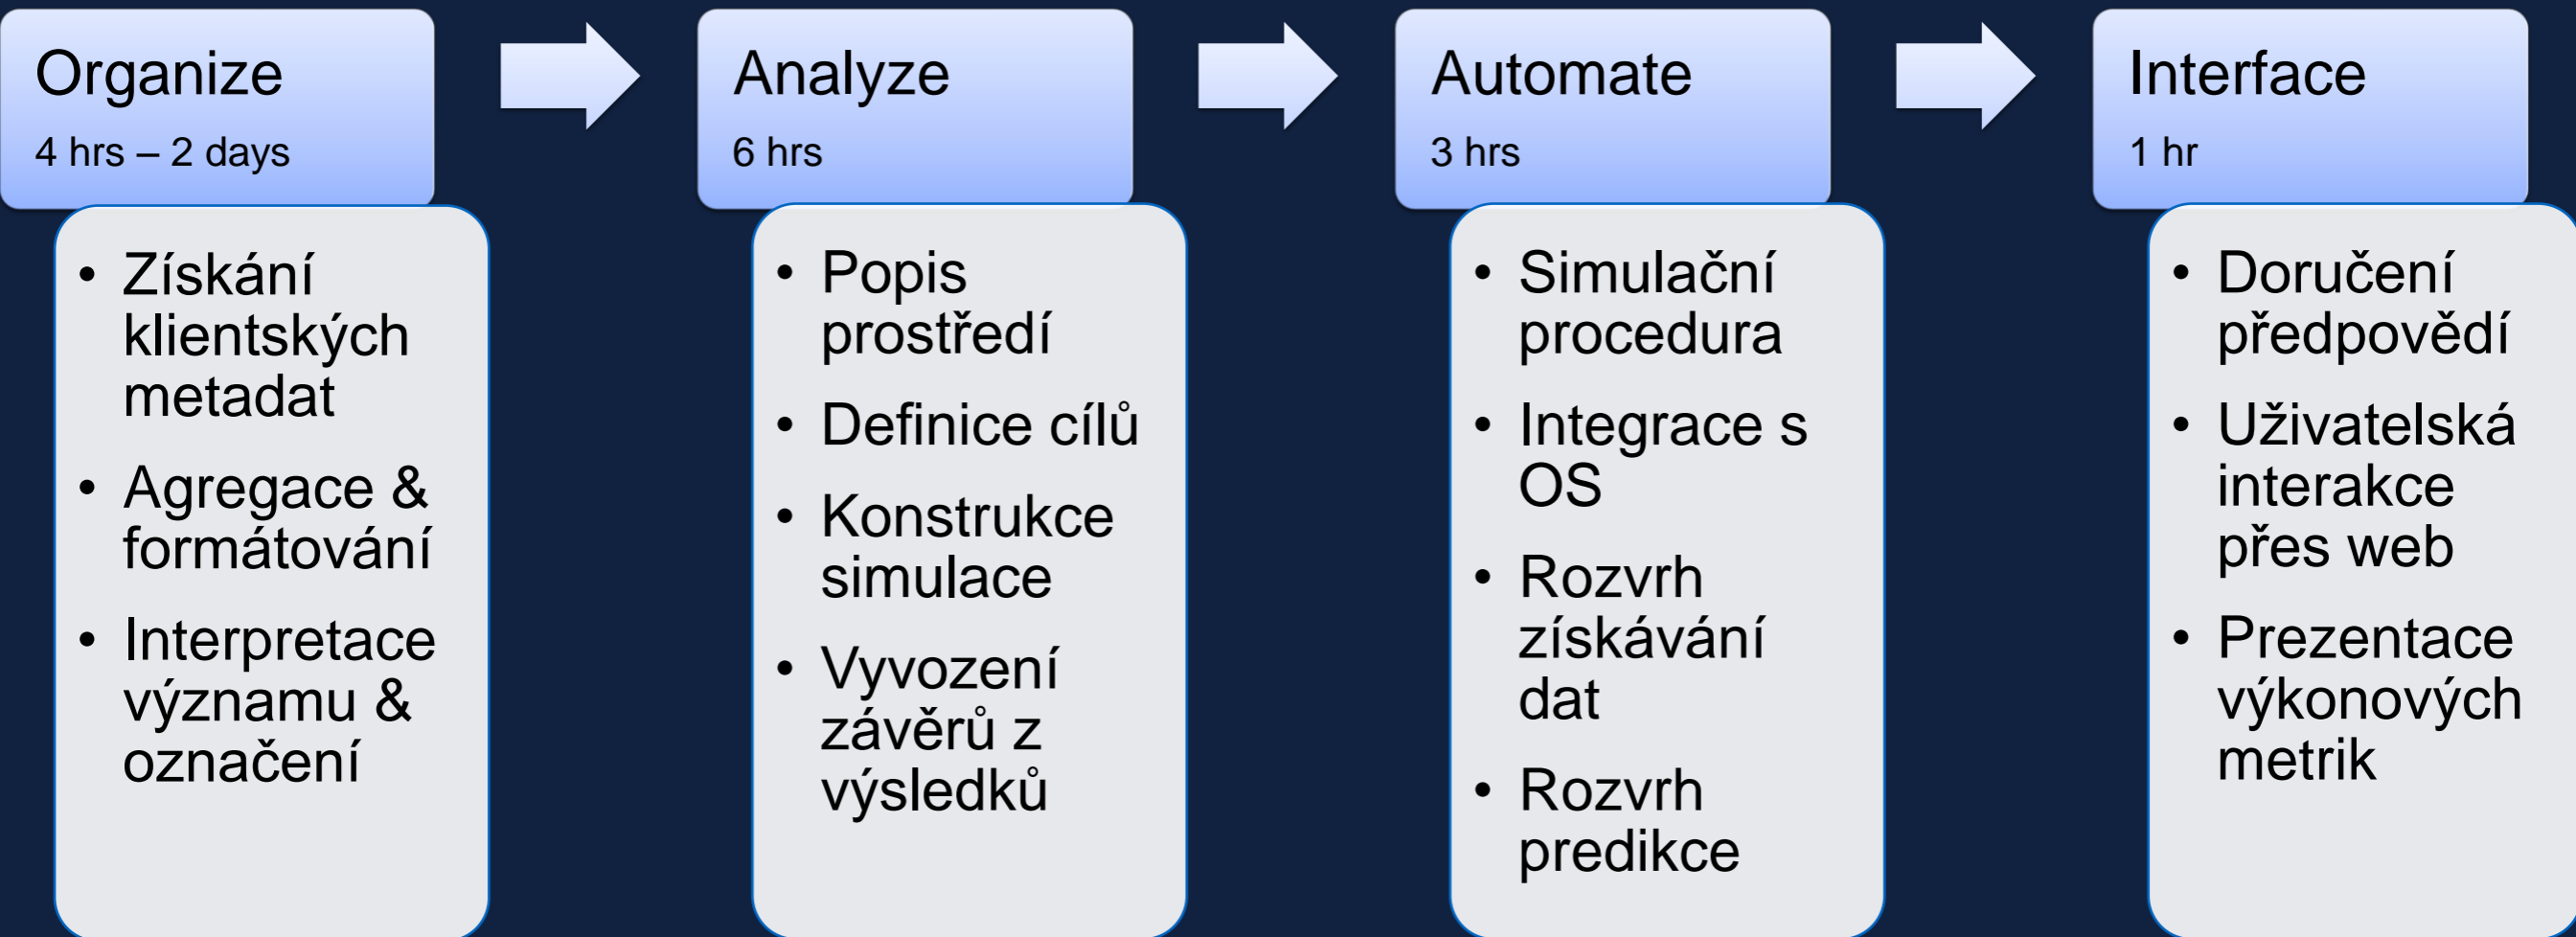 Organize
4 hrs – 2 days
• Získání
klientských
metadat
• Agregace &
formátování
• Interpretace
významu &
označení
Analyze
6 hrs
• Popis
prostředí
• Definice cílů
• Konstrukce
simulace
• Vyvození
závěrů z
výsledků
Automate
3 hrs
• Simulační
procedura
• Integrace s
OS
• Rozvrh
získávání
dat
• Rozvrh
predikce
Interface
1 hr
• Doručení
předpovědí
• Uživatelská
interakce
přes web
• Prezentace
výkonových
metrik